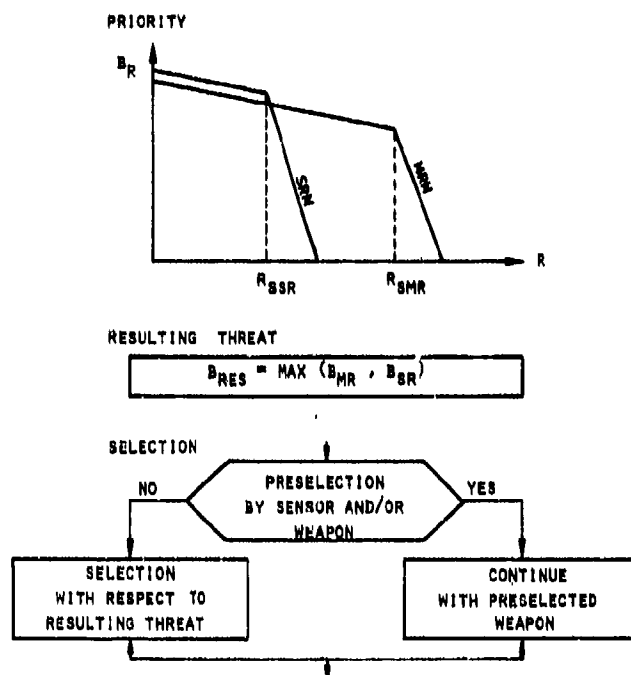 PRIORITY
B_R
SRM
MRM
R
R_SSR
R_SMR
RESULTING THREAT
B_RES = MAX (B_MR , B_SR)
SELECTION
NO
PRESELECTION
BY SENSOR AND/OR
WEAPON
YES
SELECTION
WITH RESPECT TO
RESULTING THREAT
CONTINUE
WITH PRESELECTED
WEAPON